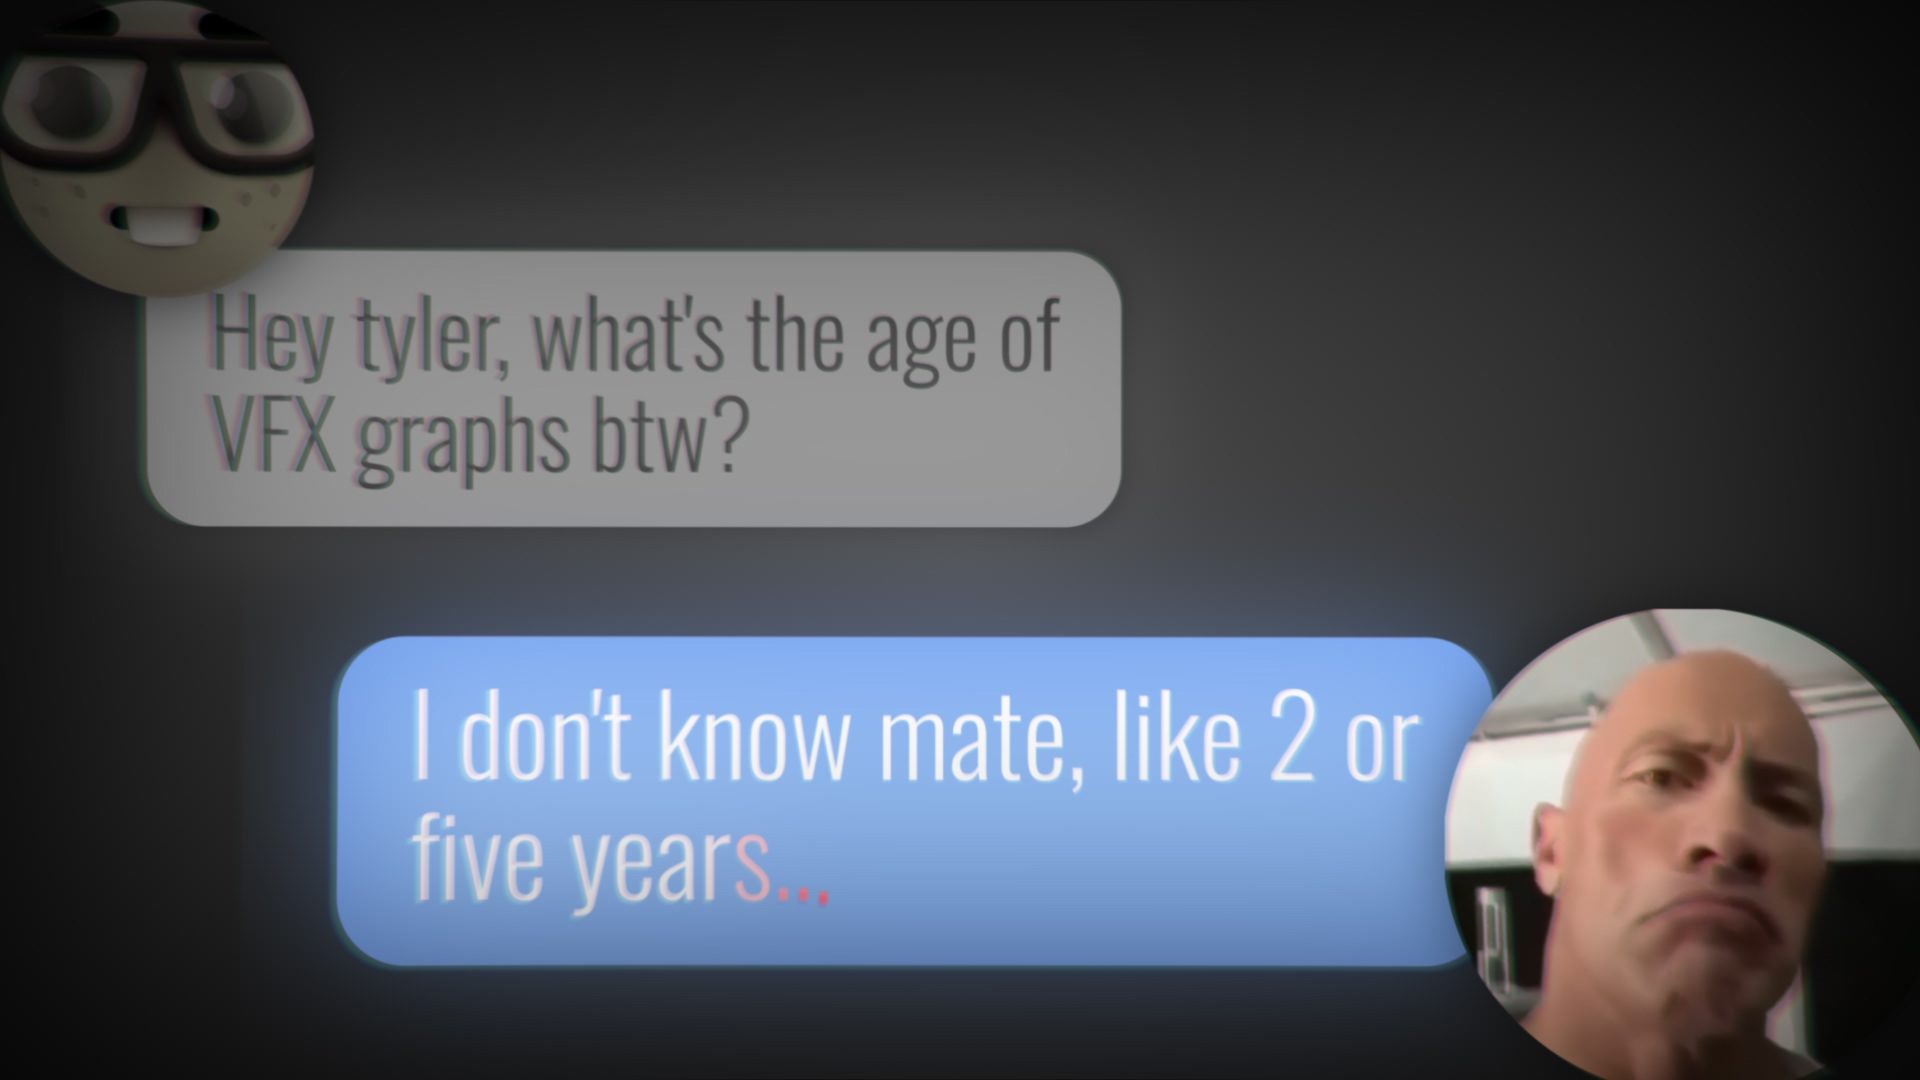 Hey tyler, what's the age of
VFX graphs btw?
I don't know mate, like 2 or
five years...